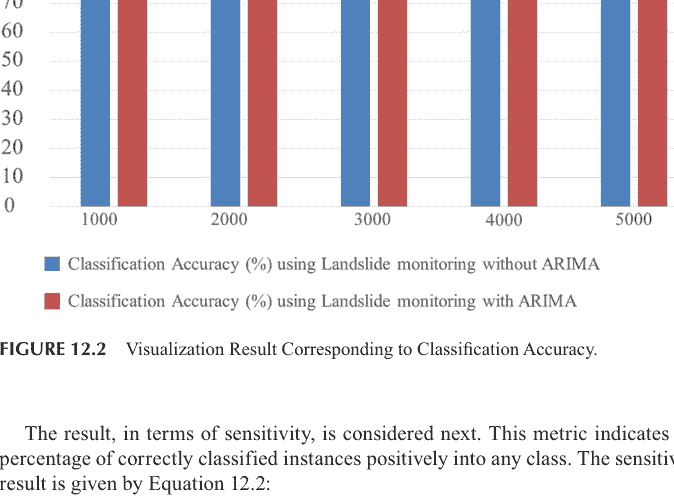 70
60
50
40
30
20
10
0
1000 2000 3000 4000 5000
Classification Accuracy (%) using Landslide monitoring without ARIMA
Classification Accuracy (%) using Landslide monitoring with ARIMA
FIGURE 12.2 Visualization Result Corresponding to Classification Accuracy.
The result, in terms of sensitivity, is considered next. This metric indicates
percentage of correctly classified instances positively into any class. The sensitiv
result is given by Equation 12.2: